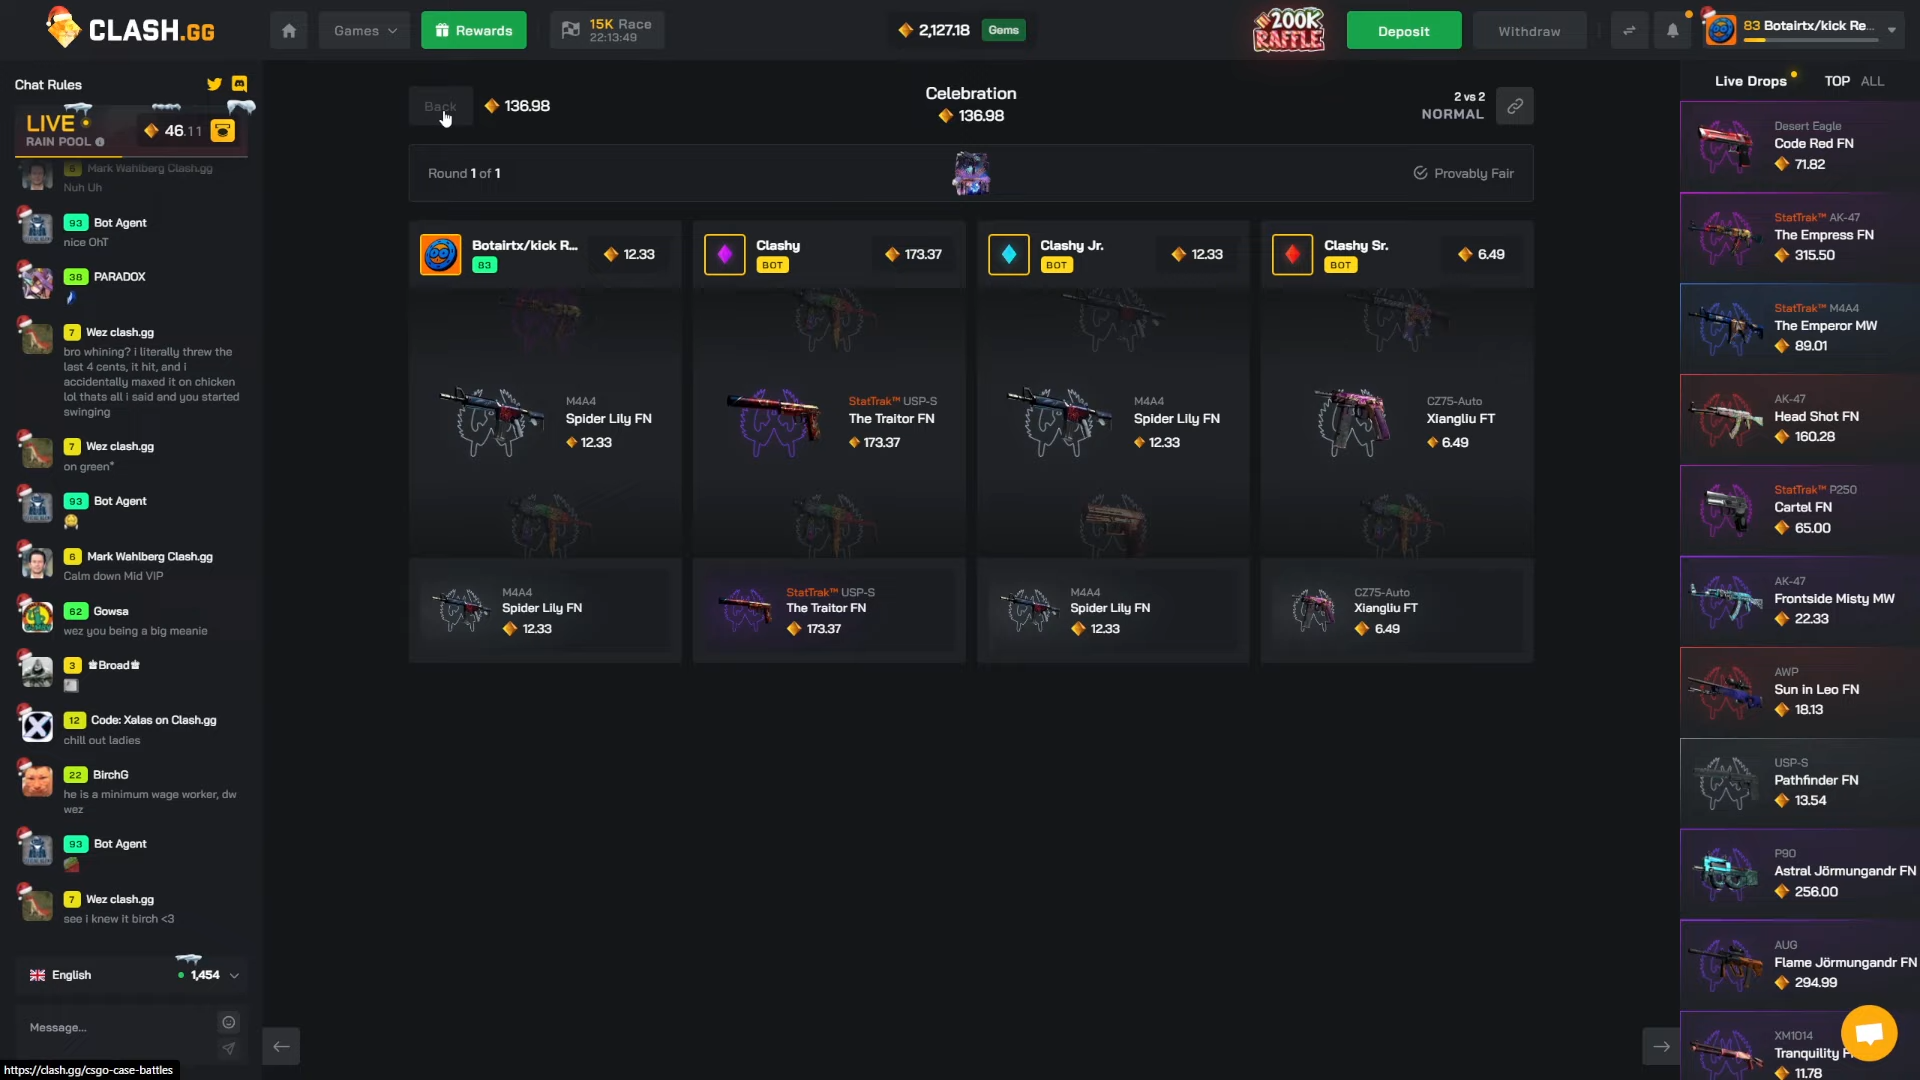 CLASH.GG
Games
Rewards
15K Race
22:13:49
2,127.18
Gems
200K
RAFFLE
Deposit
Withdraw
83 Botairtx/kick Re...
Chat Rules
LIVE
RAIN POOL
46.11
6 Mark Wahlberg Clash.gg
Nuh Uh
93 Bot Agent
nice OhT
38 PARADOX
7 Wez clash.gg
bro whining? i literally threw the
last 4 cents, it hit, and i
accidentally maxed it on chicken
lol thats all i said and you started
swinging
7 Wez clash.gg
on green*
93 Bot Agent
6 Mark Wahlberg Clash.gg
Calm down Mid VIP
62 Gowsa
wez you being a big meanie
3 ♛Broad♛
12 Code: Xalas on Clash.gg
chill out ladies
22 BirchG
he is a minimum wage worker, dw
wez
93 Bot Agent
7 Wez clash.gg
see i knew it birch <3
English
1,454
Message...
https://clash.gg/csgo-case-battles
Back
136.98
Celebration
136.98
2 vs 2
NORMAL
Round 1 of 1
Provably Fair
Botairtx/kick R...
83
12.33
Clashy
BOT
173.37
Clashy Jr.
BOT
12.33
Clashy Sr.
BOT
6.49
M4A4
Spider Lily FN
12.33
StatTrak™ USP-S
The Traitor FN
173.37
M4A4
Spider Lily FN
12.33
CZ75-Auto
Xiangliu FT
6.49
M4A4
Spider Lily FN
12.33
StatTrak™ USP-S
The Traitor FN
173.37
M4A4
Spider Lily FN
12.33
CZ75-Auto
Xiangliu FT
6.49
Live Drops
TOP
ALL
Desert Eagle
Code Red FN
71.82
StatTrak™ AK-47
The Empress FN
315.50
StatTrak™ M4A4
The Emperor MW
89.01
AK-47
Head Shot FN
160.28
StatTrak™ P250
Cartel FN
65.00
AK-47
Frontside Misty MW
22.33
AWP
Sun in Leo FN
18.13
USP-S
Pathfinder FN
13.54
P90
Astral Jörmungandr FN
256.00
AUG
Flame Jörmungandr FN
294.99
XM1014
Tranquility
11.78